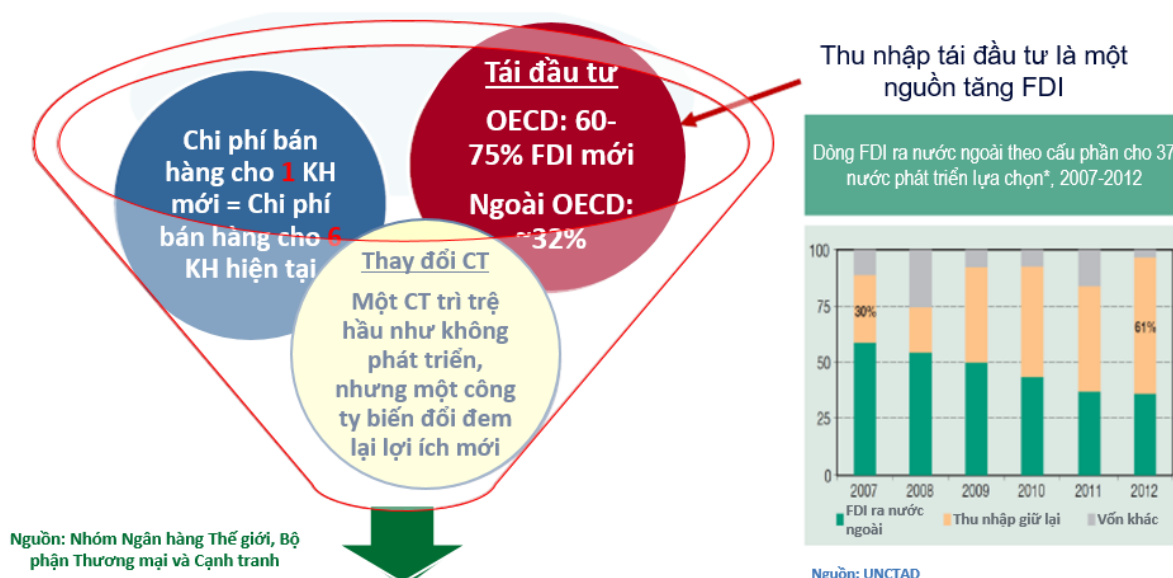 Chi phí bán
hàng cho 1 KH
mới = Chi phí
bán hàng cho 6
KH hiện tại
Tái đầu tư
OECD: 60-
75% FDI mới
Ngoài OECD:
~32%
Thay đổi CT
Một CT trì trệ
hầu như không
phát triển,
nhưng một công
ty biến đổi đem
lại lợi ích mới
Nguồn: Nhóm Ngân hàng Thế giới, Bộ
phận Thương mại và Cạnh tranh
Thu nhập tái đầu tư là một
nguồn tăng FDI
Dòng FDI ra nước ngoài theo cấu phần cho 37
nước phát triển lựa chọn*, 2007-2012
100
75
50
25
0
30%
61%
2007 2008 2009 2010 2011 2012
FDI ra nước
ngoài
Thu nhập giữ lại
Vốn khác
Nguồn: UNCTAD